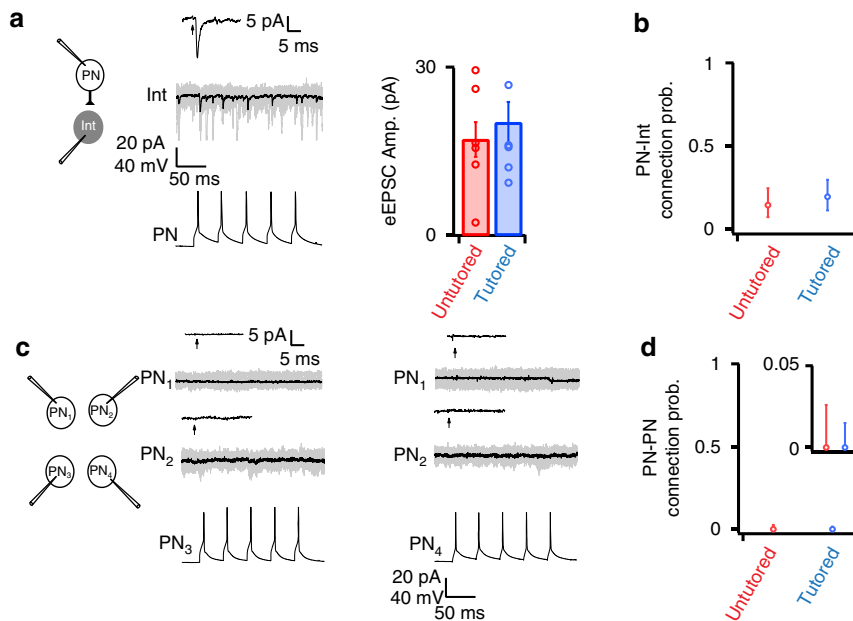 a
PN
Int
5 pA
5 ms
Int
20 pA
40 mV
50 ms
PN
30
0
eEPSC Amp. (pA)
Untutored
Tutored
b
1
0.5
0
PN-Int
connection prob.
Untutored
Tutored
c
PN1
PN2
PN3
PN4
5 pA
5 ms
PN1
PN2
PN3
PN1
PN2
PN4
20 pA
40 mV
50 ms
d
1
0.5
0
PN-PN
connection prob.
0.05
0
Untutored
Tutored